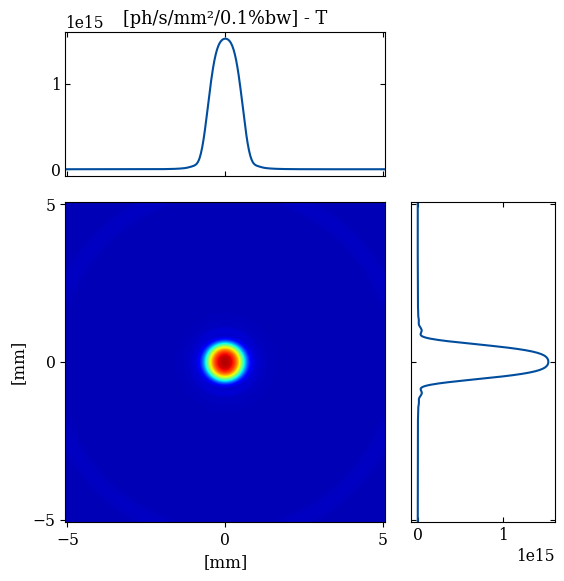 [ph/s/mm²/0.1%bw] - T
1e15
1
0
5
0
−5
[mm]
−5 0 5
[mm]
0 1
1e15